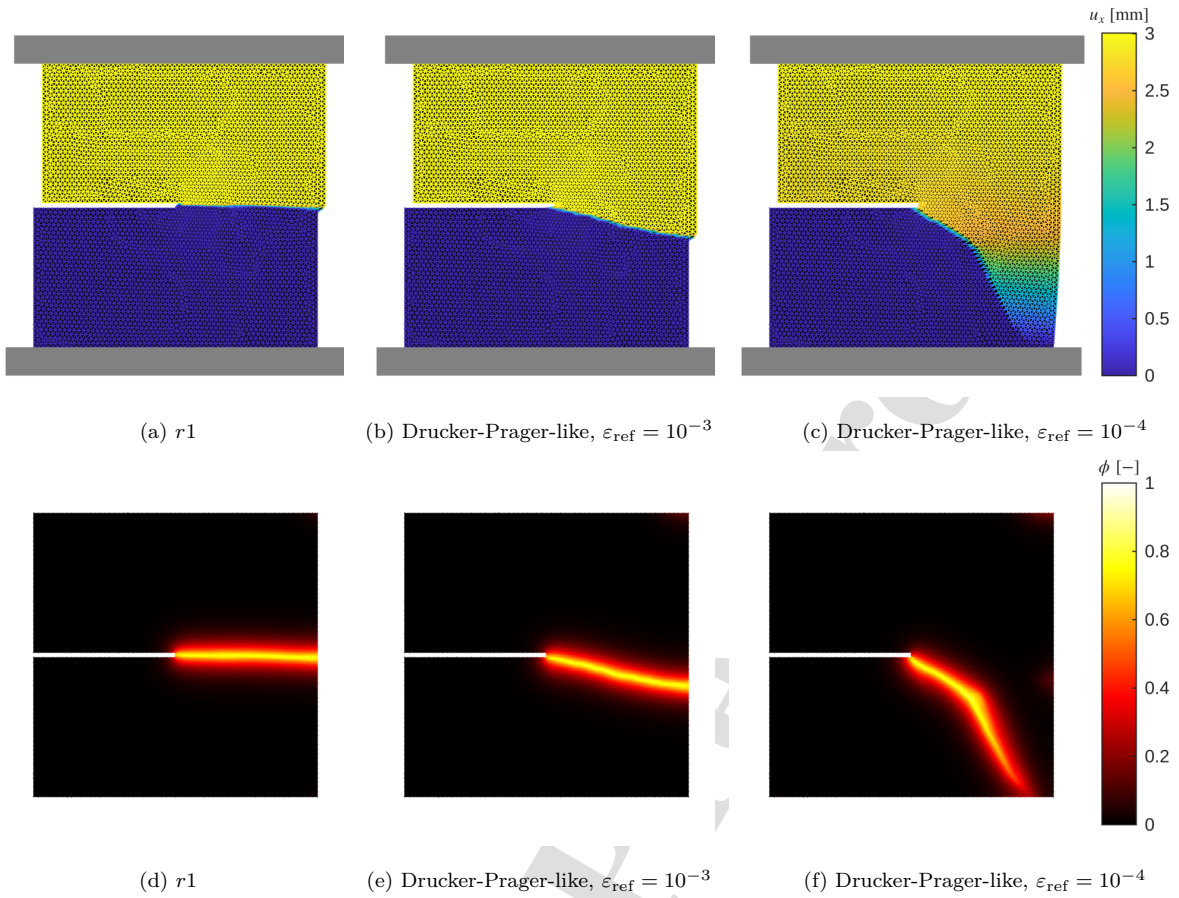 u_x [mm]
3
2.5
2
1.5
1
0.5
0
(a) r1
(b) Drucker-Prager-like, ε_ref = 10^−3
(c) Drucker-Prager-like, ε_ref = 10^−4
ϕ [−]
1
0.8
0.6
0.4
0.2
0
(d) r1
(e) Drucker-Prager-like, ε_ref = 10^−3
(f) Drucker-Prager-like, ε_ref = 10^−4